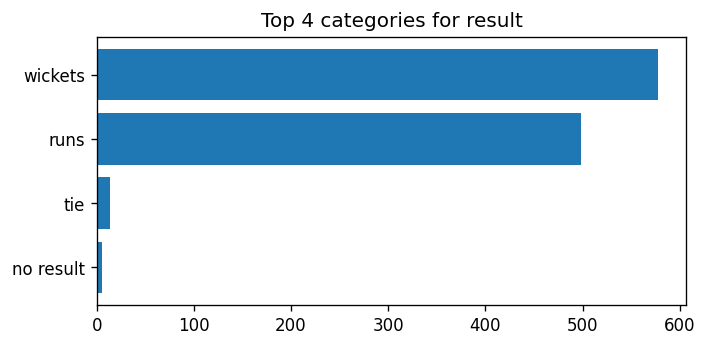 Top 4 categories for result
wickets
runs
tie
no result
0 100 200 300 400 500 600